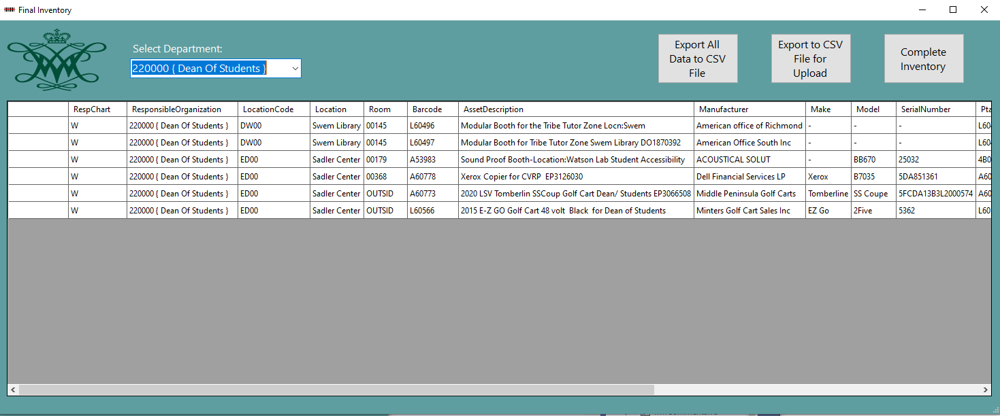 Final Inventory
Select Department:
220000 { Dean Of Students }
Export All
Data to CSV
File
Export to CSV
File for
Upload
Complete
Inventory
RespChart ResponsibleOrganization LocationCode Location Room Barcode AssetDescription Manufacturer Make Model SerialNumber Pta
W 220000 { Dean Of Students } DW00 Swem Library 00145 L60496 Modular Booth for the Tribe Tutor Zone Locn:Swem American office of Richmond - - - L60
W 220000 { Dean Of Students } DW00 Swem Library 00145 L60497 Modular Booth for Tribe Tutor Zone Swem Library DO1870392 American Office South Inc - - - L60
W 220000 { Dean Of Students } ED00 Sadler Center 00179 A53983 Sound Proof Booth-Location:Watson Lab Student Accessibility ACOUSTICAL SOLUT - BB670 25032 4B0
W 220000 { Dean Of Students } ED00 Sadler Center 00368 A60778 Xerox Copier for CVRP EP3126030 Dell Financial Services LP Xerox B7035 5DA851361 A60
W 220000 { Dean Of Students } ED00 Sadler Center OUTSID A60773 2020 LSV Tomberlin SSCoup Golf Cart Dean/ Students EP3066508 Middle Peninsula Golf Carts Tomberline SS Coupe 5FCDA13B3L2000574 A60
W 220000 { Dean Of Students } ED00 Sadler Center OUTSID L60566 2015 E-Z GO Golf Cart 48 volt Black for Dean of Students Minters Golf Cart Sales Inc EZ Go 2Five 5362 L60